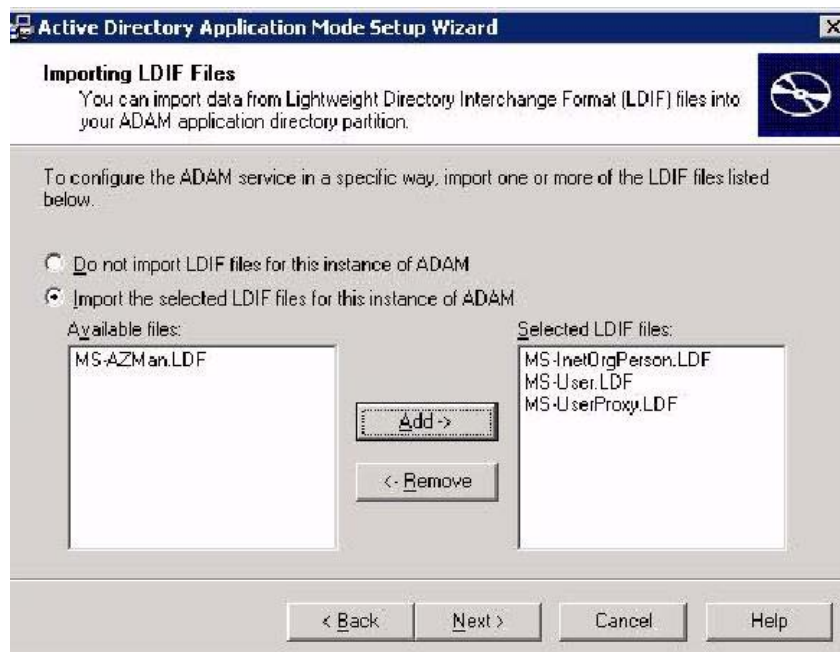 Active Directory Application Mode Setup Wizard
Importing LDIF Files
You can import data from Lightweight Directory Interchange Format (LDIF) files into
your ADAM application directory partition.
To configure the ADAM service in a specific way, import one or more of the LDIF files listed
below.
Do not import LDIF files for this instance of ADAM
Import the selected LDIF files for this instance of ADAM
Available files:
MS-AZMan.LDF
Add ->
<- Remove
Selected LDIF files:
MS-InetOrgPerson.LDF
MS-User.LDF
MS-UserProxy.LDF
< Back
Next >
Cancel
Help